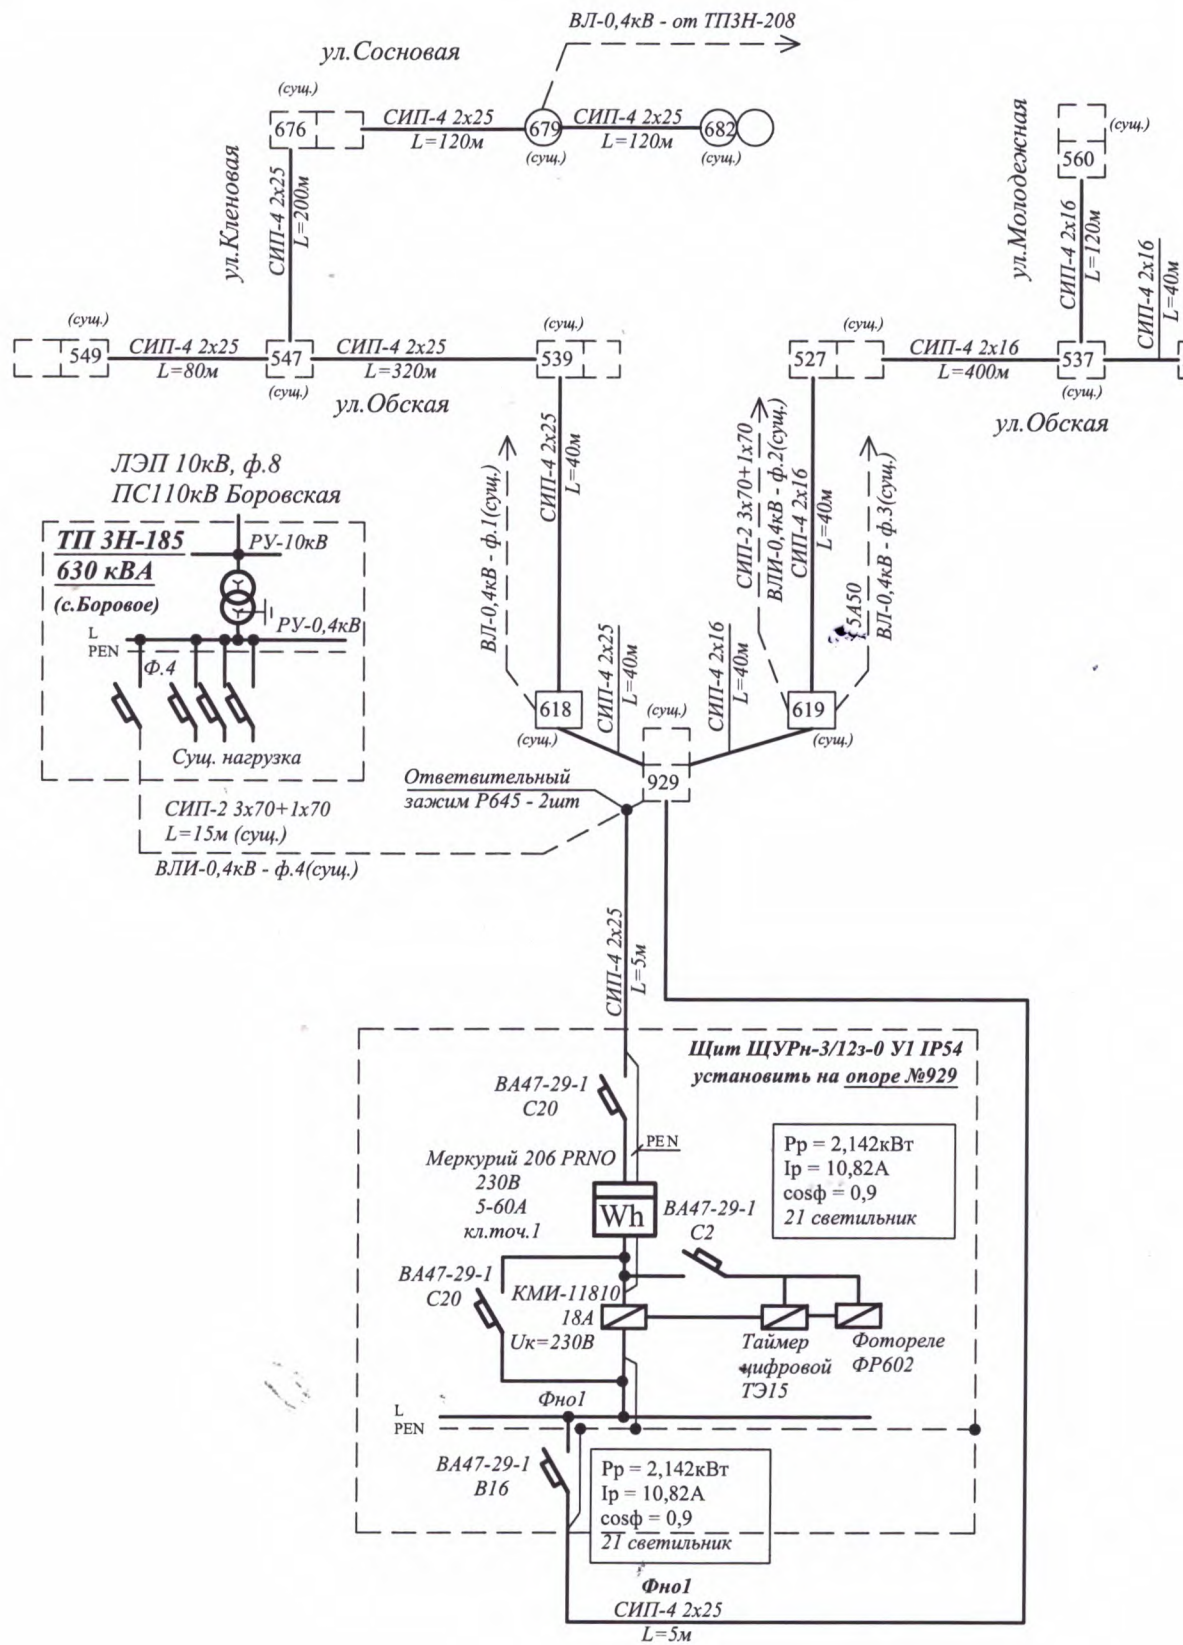 ВЛ-0,4кВ - от ТП3Н-208
ул.Сосновая
(сущ.)
676
СИП-4 2х25
L=120м
679
(сущ.)
СИП-4 2х25
L=120м
682
(сущ.)
ул.Кленовая
СИП-4 2х25
L=200м
ул.Молодежная
(сущ.)
560
СИП-4 2х16
L=120м
СИП-4 2х16
L=40м
(сущ.)
549
СИП-4 2х25
L=80м
547
(сущ.)
СИП-4 2х25
L=320м
(сущ.)
539
ул.Обская
527
(сущ.)
СИП-4 2х16
L=400м
537
(сущ.)
ул.Обская
СИП-4 2х25
L=40м
ВЛ-0,4кВ - ф.1(сущ.)
СИП-2 3х70+1х70
ВЛИ-0,4кВ - ф.2(сущ.)
СИП-4 2х16
L=40м
5А50
ВЛ-0,4кВ - ф.3(сущ.)
ЛЭП 10кВ, ф.8
ПС110кВ Боровская
ТП 3Н-185
630 кВА
(с.Боровое)
РУ-10кВ
РУ-0,4кВ
L
PEN
Ф.4
Сущ. нагрузка
618
(сущ.)
СИП-4 2х25
L=40м
(сущ.)
929
СИП-4 2х16
L=40м
619
(сущ.)
Ответвительный
зажим Р645 - 2шт
СИП-2 3х70+1х70
L=15м (сущ.)
ВЛИ-0,4кВ - ф.4(сущ.)
СИП-4 2х25
L=5м
Щит ЩУРн-3/12з-0 У1 IP54
установить на опоре №929
ВА47-29-1
С20
PEN
Рр = 2,142кВт
Iр = 10,82А
cosф = 0,9
21 светильник
Меркурий 206 PRNO
230В
5-60А
кл.точ.1
Wh
ВА47-29-1
С2
ВА47-29-1
С20
КМИ-11810
18А
Uк=230В
Таймер
цифровой
ТЭ15
Фотореле
ФР602
Фно1
L
PEN
ВА47-29-1
В16
Рр = 2,142кВт
Iр = 10,82А
cosф = 0,9
21 светильник
Фно1
СИП-4 2х25
L=5м